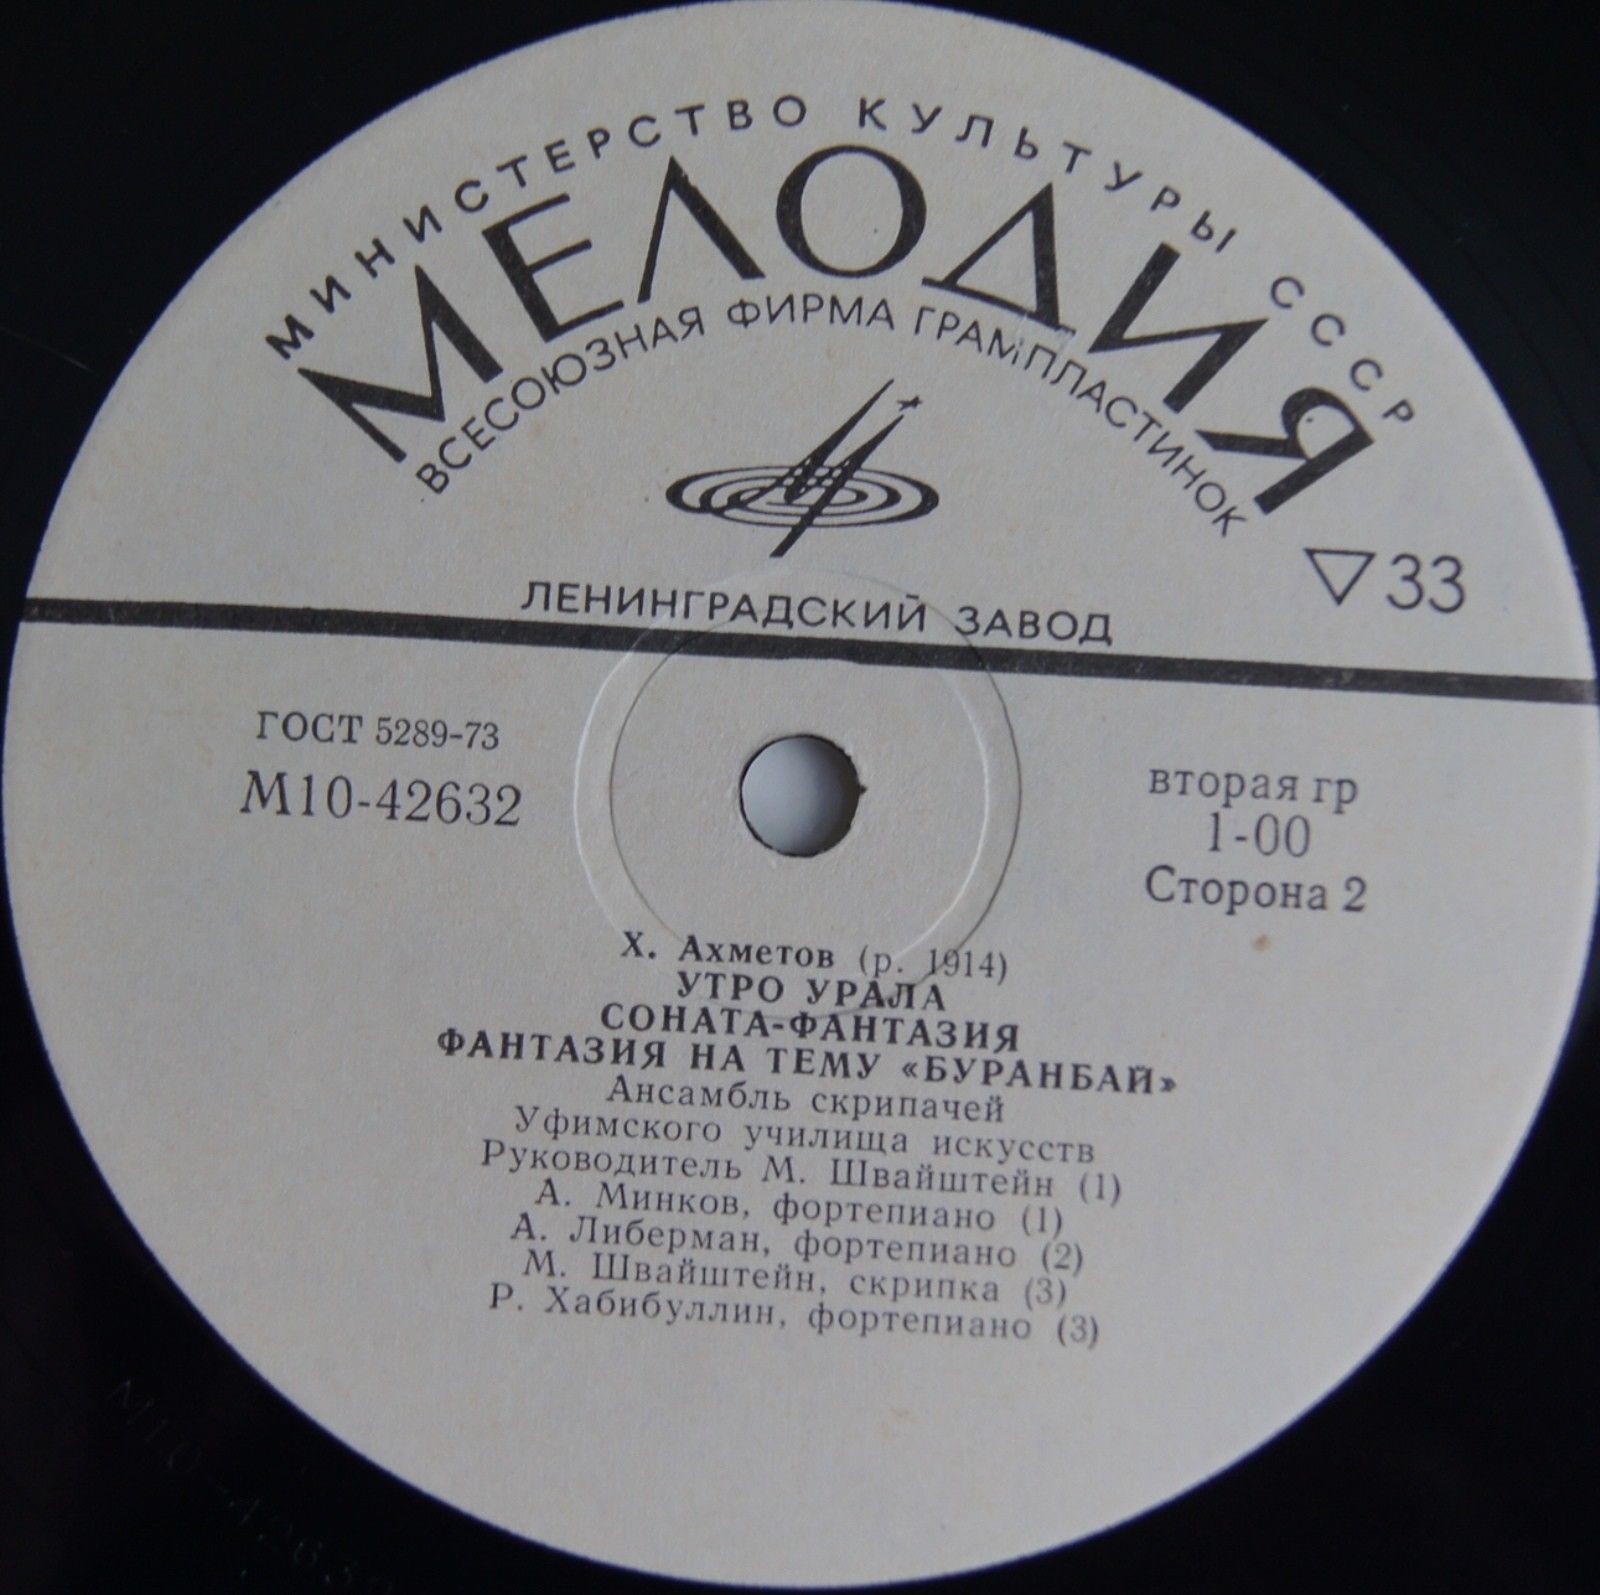 МИНИСТЕРСТВО КУЛЬТУРЫ СССР
МЕЛОДИЯ
ВСЕСОЮЗНАЯ ФИРМА ГРАМПЛАСТИНОК
▽33
ЛЕНИНГРАДСКИЙ ЗАВОД
ГОСТ 5289-73
М10-42632
вторая гр
1-00
Сторона 2
Х. Ахметов (р. 1914)
УТРО УРАЛА
СОНАТА-ФАНТАЗИЯ
ФАНТАЗИЯ НА ТЕМУ «БУРАНБАЙ»
Ансамбль скрипачей
Уфимского училища искусств
Руководитель М. Швайштейн (1)
А. Минков, фортепиано (1)
А. Либерман, фортепиано (2)
М. Швайштейн, скрипка (3)
Р. Хабибуллин, фортепиано (3)